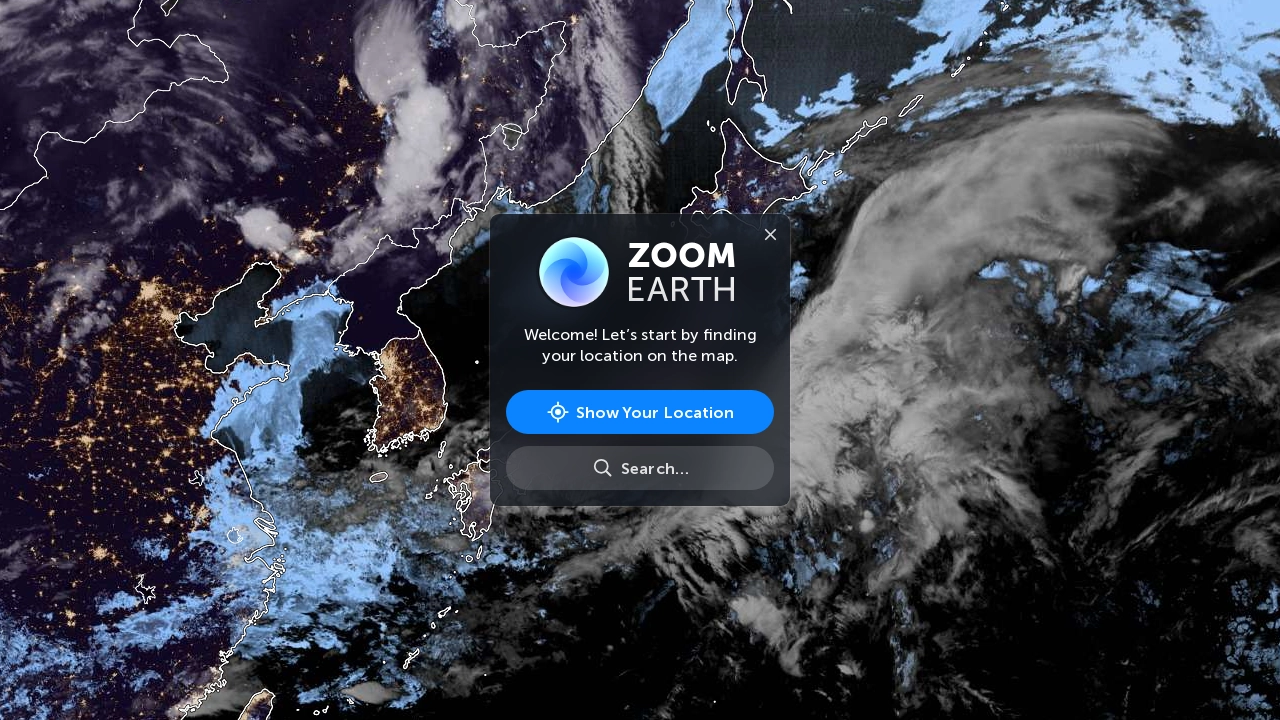 ZOOM
EARTH
Welcome! Let’s start by finding
your location on the map.
Show Your Location
Search...